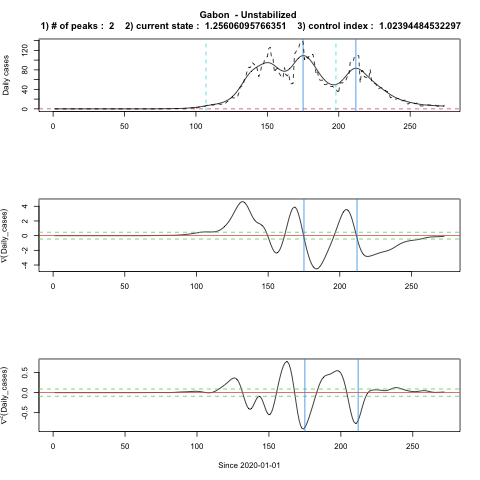 Gabon - Unstabilized
1) # of peaks : 2 2) current state : 1.25606095766351 3) control index : 1.02394484532297
Daily cases
0 40 80 120
0 50 100 150 200 250
∇(Daily_cases)
-4 -2 0 2 4
0 50 100 150 200 250
∇²(Daily_cases)
-0.5 0.0 0.5
0 50 100 150 200 250
Since 2020-01-01